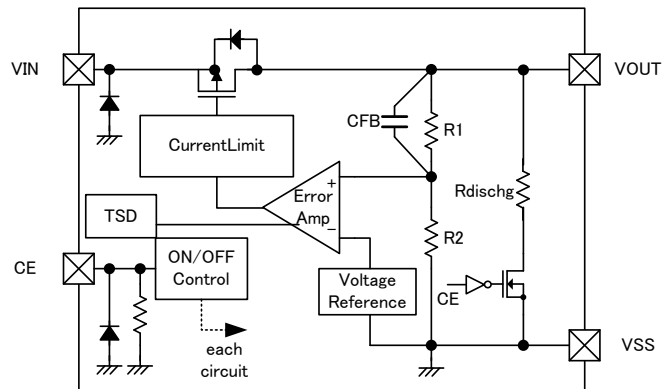 VIN
VOUT
CFB
R1
CurrentLimit
Rdischg
+
Error
Amp
-
TSD
R2
CE
ON/OFF
Control
Voltage
Reference
CE
each
circuit
VSS